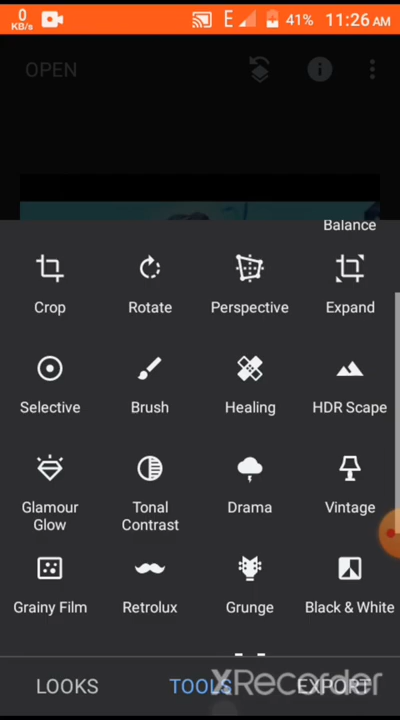 0
KB/s
E
41%
11:26 AM
OPEN
Balance
Crop
Rotate
Perspective
Expand
Selective
Brush
Healing
HDR Scape
Glamour
Glow
Tonal
Contrast
Drama
Vintage
Grainy Film
Retrolux
Grunge
Black & White
LOOKS
TOOLS
EXPORT
XRecorder